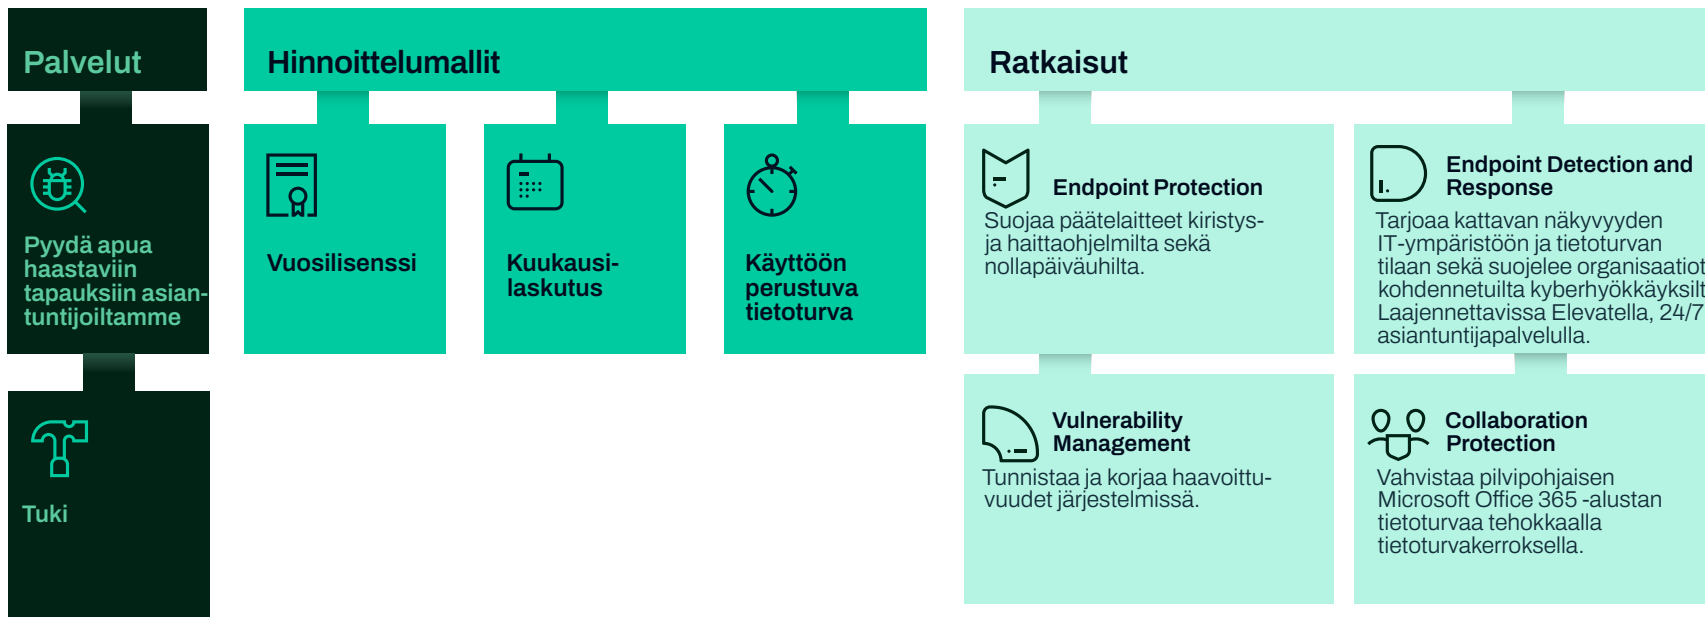 Palvelut
Pyydä apua
haastaviin
tapauksiin asian-
tuntijoiltamme
Tuki
Hinnoittelumallit
Vuosilisenssi
Kuukausi-
laskutus
Käyttöön
perustuva
tietoturva
Ratkaisut
Endpoint Protection
Suojaa päätelaitteet kiristys-
ja haittaohjelmilta sekä
nollapäiväuhilta.
Endpoint Detection and
Response
Tarjoaa kattavan näkyvyyden
IT-ympäristöön ja tietoturvan
tilaan sekä suojelee organisaatiot
kohdennetuilta kyberhyökkäyksilt
Laajennettavissa Elevatella, 24/7
asiantuntijapalvelulla.
Vulnerability
Management
Tunnistaa ja korjaa haavoittu-
vuudet järjestelmissä.
Collaboration
Protection
Vahvistaa pilvipohjaisen
Microsoft Office 365 -alustan
tietoturvaa tehokkaalla
tietoturvakerroksella.